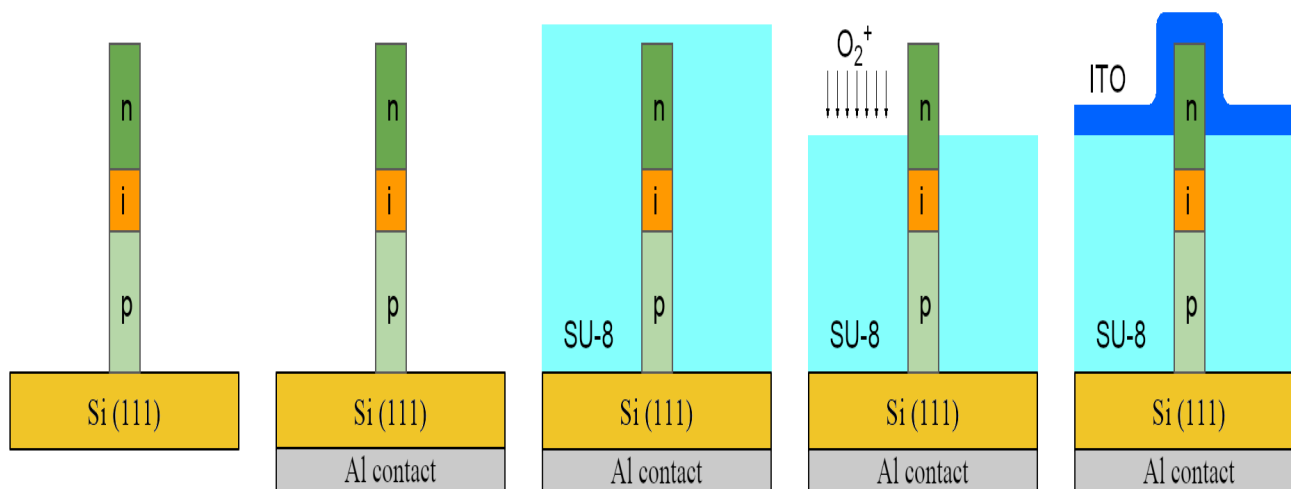 n
i
p
Si (111)
n
i
p
Si (111)
Al contact
n
i
p
SU-8
Si (111)
Al contact
O₂⁺
n
i
p
SU-8
Si (111)
Al contact
ITO
n
i
p
SU-8
Si (111)
Al contact